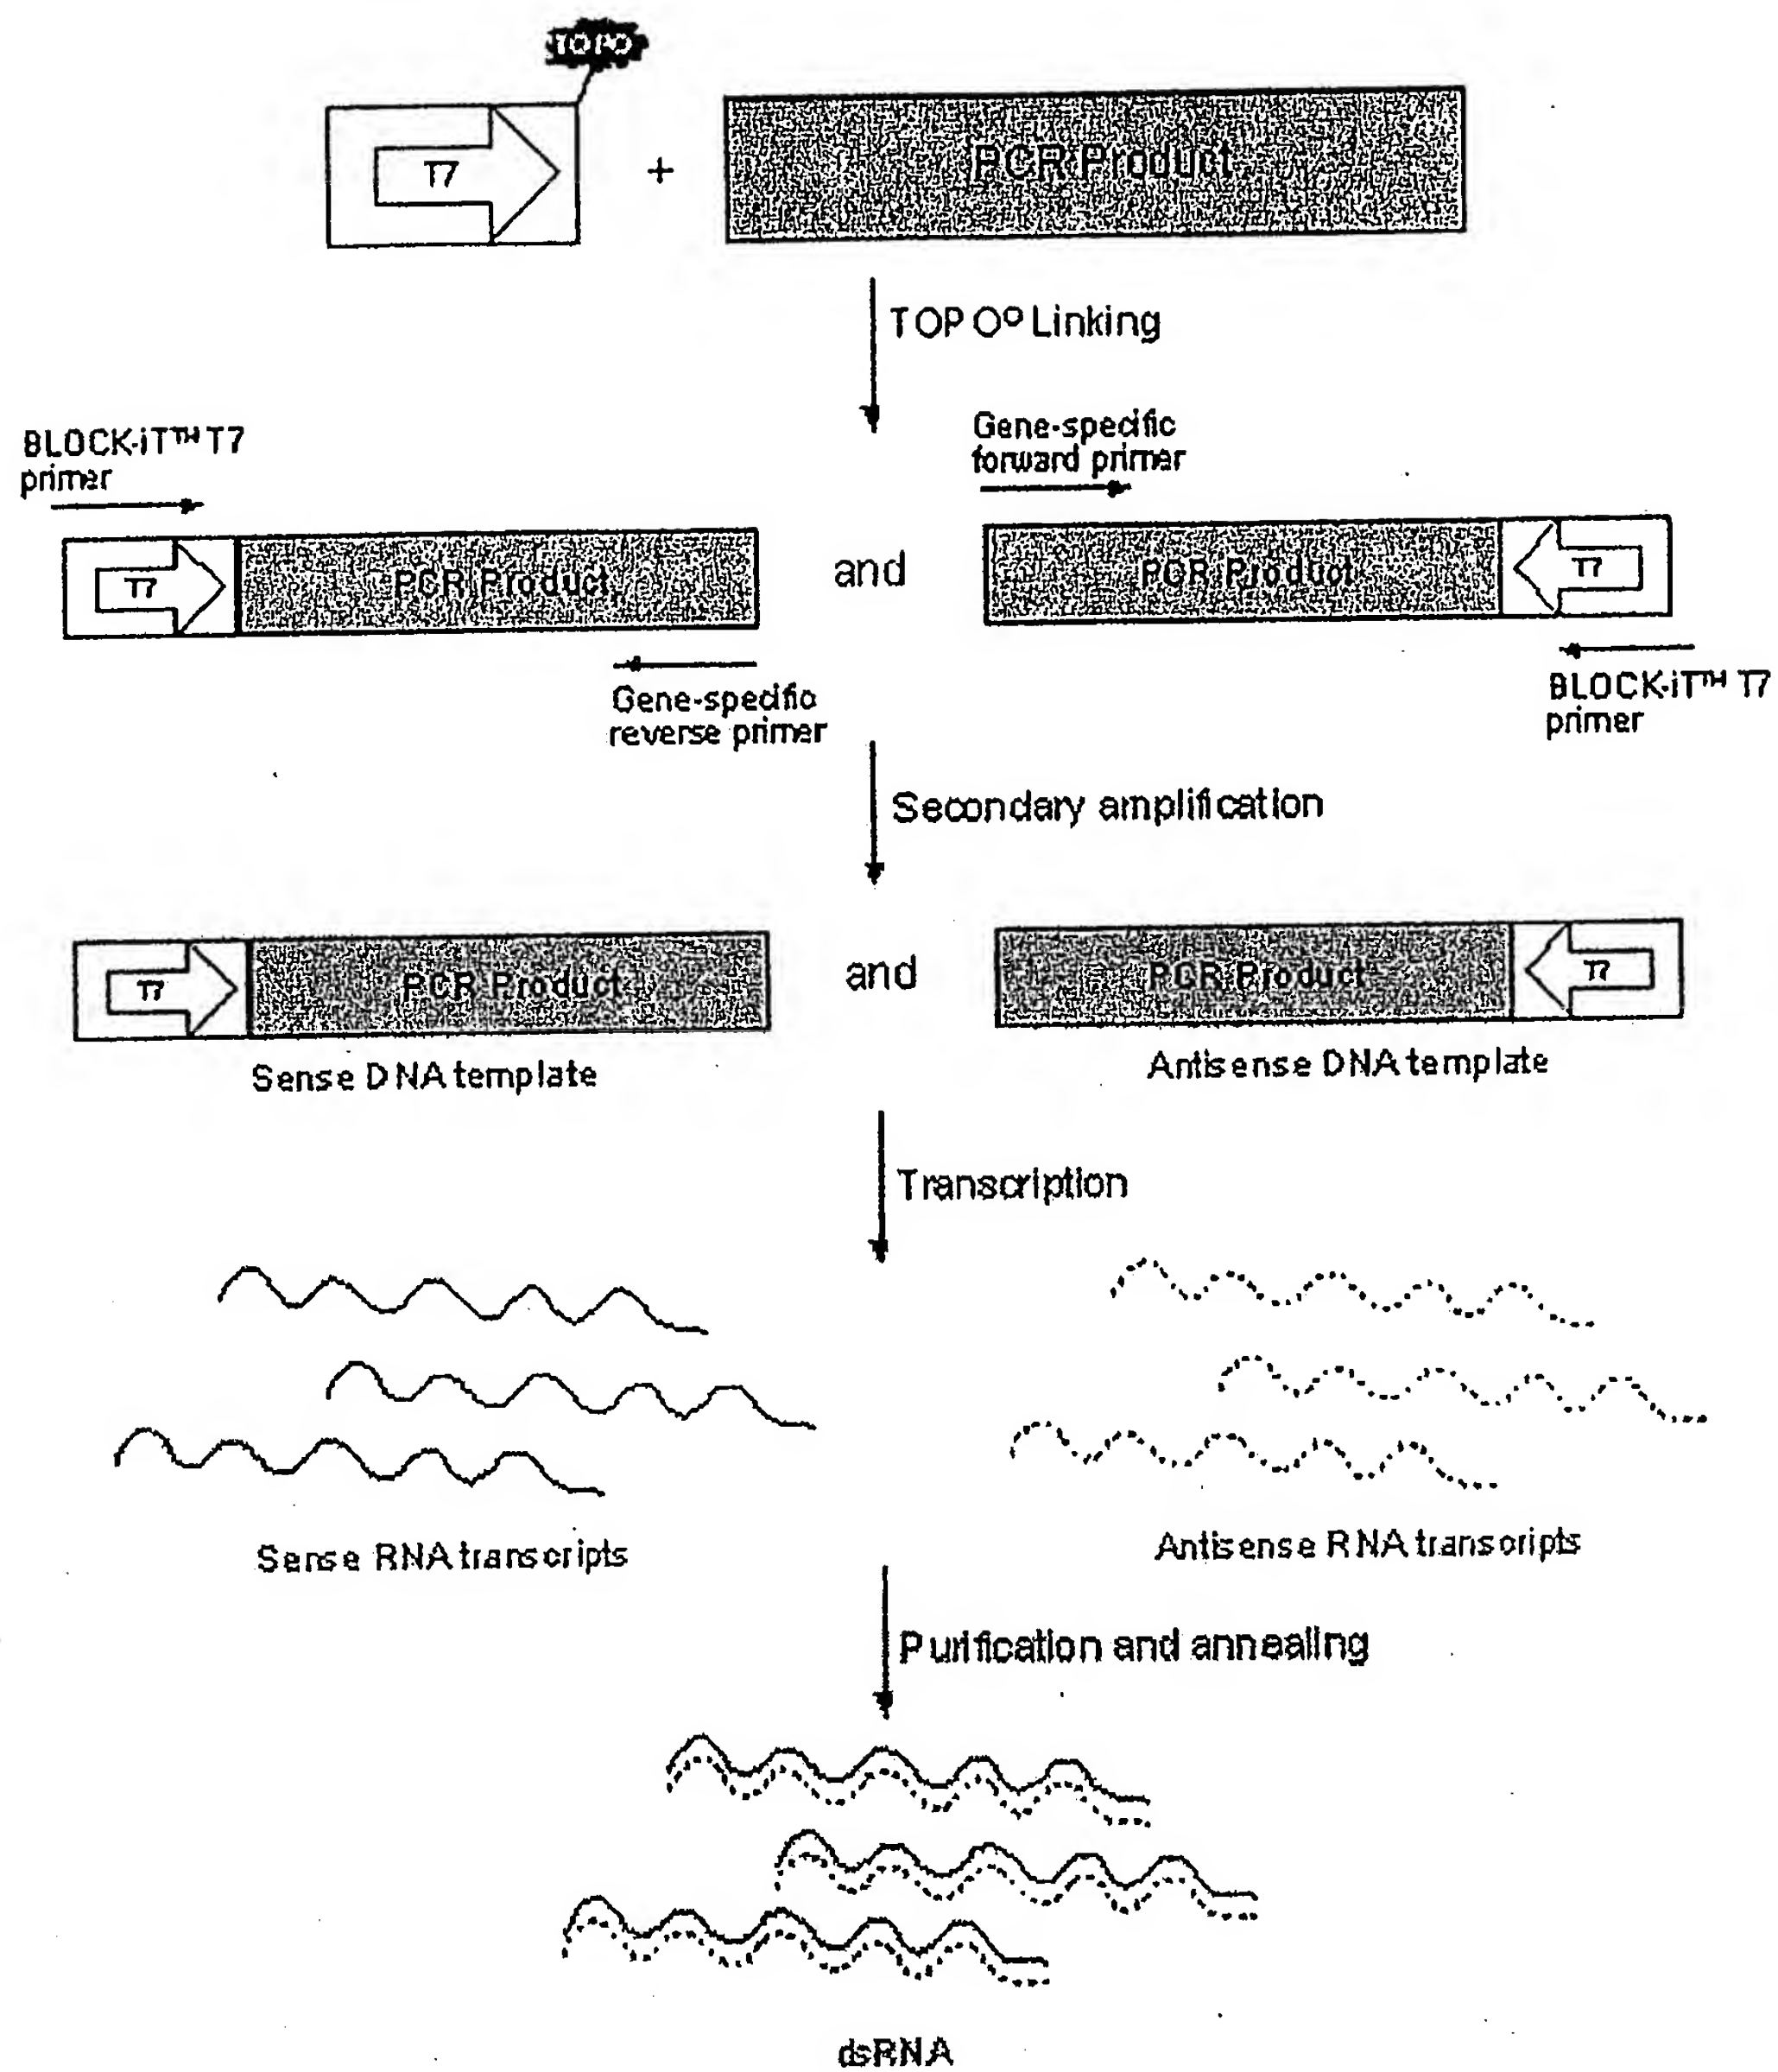 TOPO
T7
+
PCR Product
TOPO® Linking
BLOCK-iT™ T7
primer
Gene-specific
forward primer
T7
PCR Product
and
PCR Product
T7
Gene-specific
reverse primer
BLOCK-iT™ T7
primer
Secondary amplification
T7
PCR Product
and
PCR Product
T7
Sense DNA template
Antisense DNA template
Transcription
Sense RNA transcripts
Antisense RNA transcripts
Purification and annealing
dsRNA